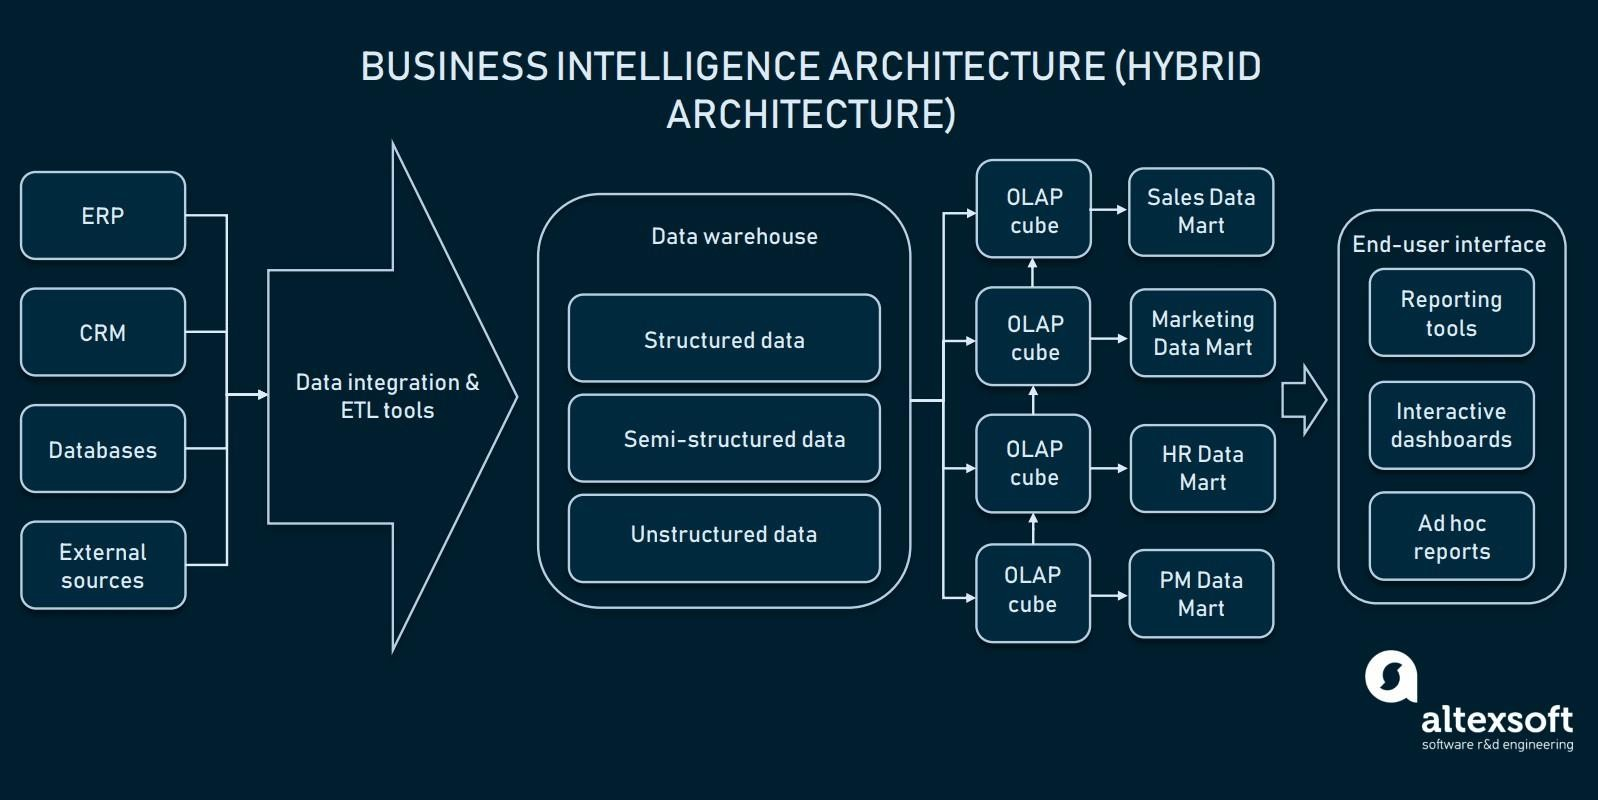 BUSINESS INTELLIGENCE ARCHITECTURE (HYBRID
ARCHITECTURE)
ERP
CRM
Databases
External
sources
Data integration &
ETL tools
Data warehouse
Structured data
Semi-structured data
Unstructured data
OLAP
cube
Sales Data
Mart
OLAP
cube
Marketing
Data Mart
OLAP
cube
HR Data
Mart
OLAP
cube
PM Data
Mart
End-user interface
Reporting
tools
Interactive
dashboards
Ad hoc
reports
altexsoft
software r&d engineering